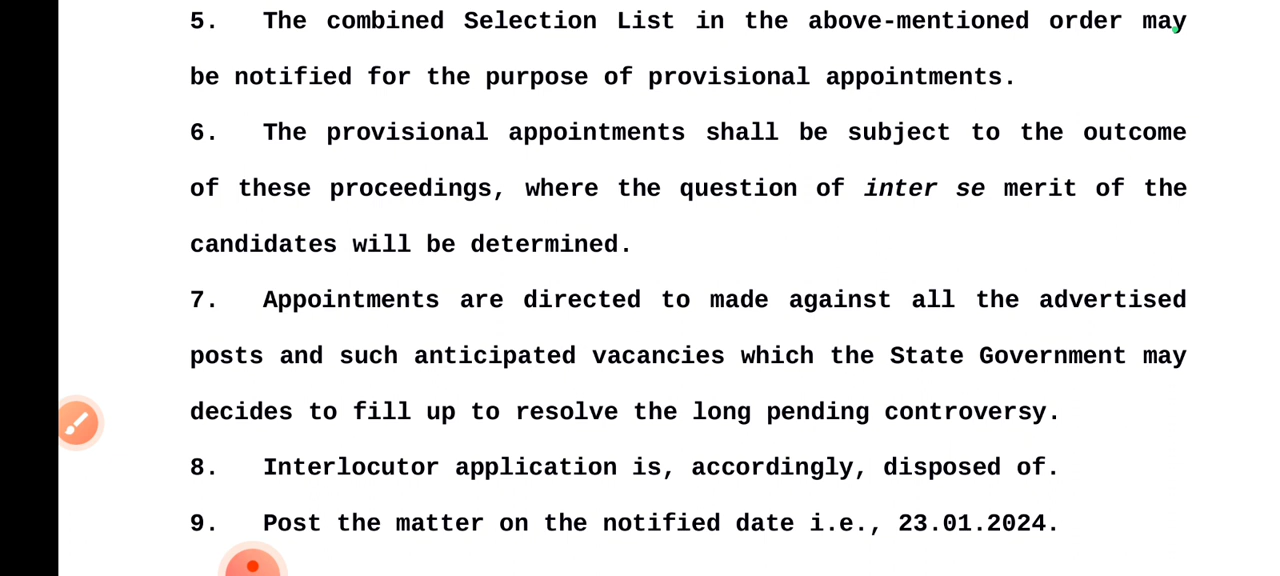 5. The combined Selection List in the above-mentioned order may
be notified for the purpose of provisional appointments.
6. The provisional appointments shall be subject to the outcome
of these proceedings, where the question of inter se merit of the
candidates will be determined.
7. Appointments are directed to made against all the advertised
posts and such anticipated vacancies which the State Government may
decides to fill up to resolve the long pending controversy.
8. Interlocutor application is, accordingly, disposed of.
9. Post the matter on the notified date i.e., 23.01.2024.